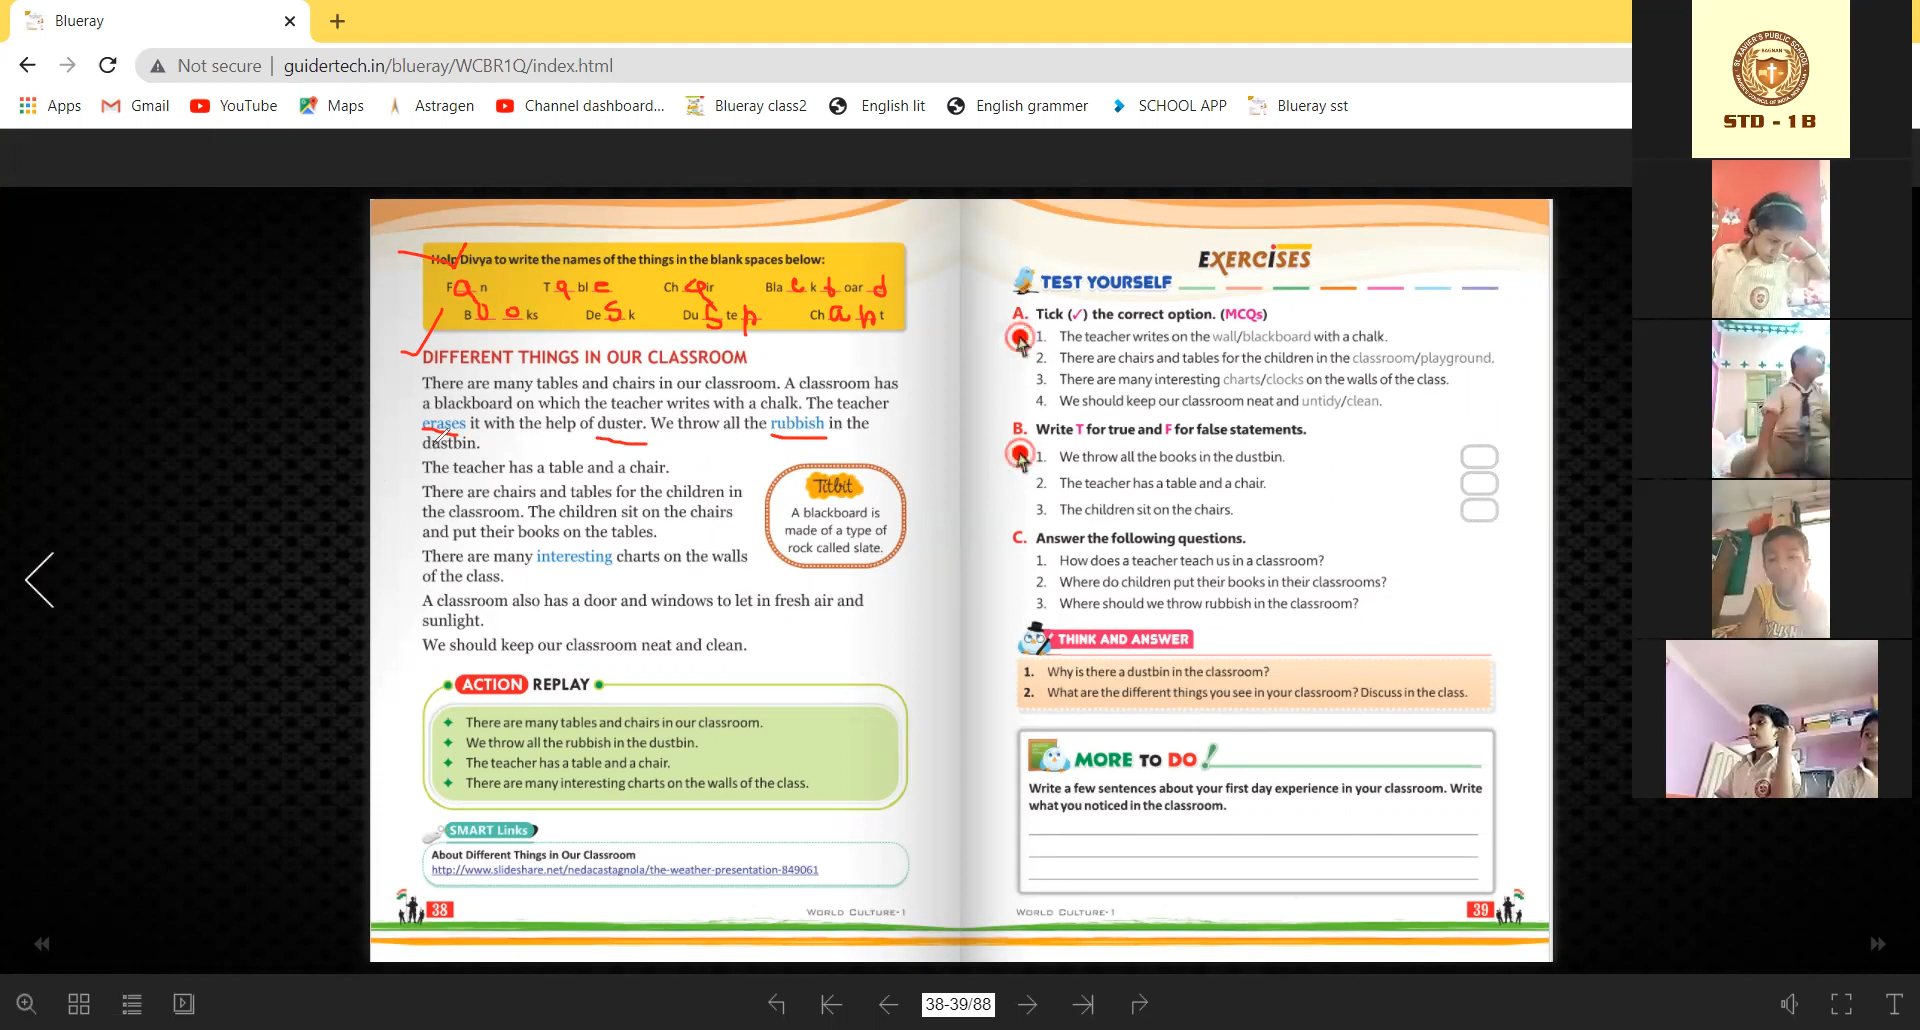 Blueray
Not secure | guidertech.in/blueray/WCBR1Q/index.html
Apps Gmail YouTube Maps Astragen Channel dashboard... Blueray class2 English lit English grammer SCHOOL APP Blueray sst
ST. XAVIER'S PUBLIC SCHOOL
STD - 1 B
Help Divya to write the names of the things in the blank spaces below:
F a n T a bl e Ch a ir Bla c k b oar d
B o o ks De s k Du s te r Ch a r t
DIFFERENT THINGS IN OUR CLASSROOM
There are many tables and chairs in our classroom. A classroom has
a blackboard on which the teacher writes with a chalk. The teacher
erases it with the help of duster. We throw all the rubbish in the
dustbin.
The teacher has a table and a chair.
There are chairs and tables for the children in
the classroom. The children sit on the chairs
and put their books on the tables.
There are many interesting charts on the walls
of the class.
A classroom also has a door and windows to let in fresh air and
sunlight.
We should keep our classroom neat and clean.
Titbit
A blackboard is
made of a type of
rock called slate.
ACTION REPLAY
There are many tables and chairs in our classroom.
We throw all the rubbish in the dustbin.
The teacher has a table and a chair.
There are many interesting charts on the walls of the class.
SMART Links
About Different Things in Our Classroom
http://www.slideshare.net/nedacastagnola/the-weather-presentation-849061
38
WORLD CULTURE-1
EXERCISES
TEST YOURSELF
A. Tick (✓) the correct option. (MCQs)
1. The teacher writes on the wall/blackboard with a chalk.
2. There are chairs and tables for the children in the classroom/playground.
3. There are many interesting charts/clocks on the walls of the class.
4. We should keep our classroom neat and untidy/clean.
B. Write T for true and F for false statements.
1. We throw all the books in the dustbin.
2. The teacher has a table and a chair.
3. The children sit on the chairs.
C. Answer the following questions.
1. How does a teacher teach us in a classroom?
2. Where do children put their books in their classrooms?
3. Where should we throw rubbish in the classroom?
THINK AND ANSWER
1. Why is there a dustbin in the classroom?
2. What are the different things you see in your classroom? Discuss in the class.
MORE TO DO!
Write a few sentences about your first day experience in your classroom. Write
what you noticed in the classroom.
WORLD CULTURE-1
39
38-39/88